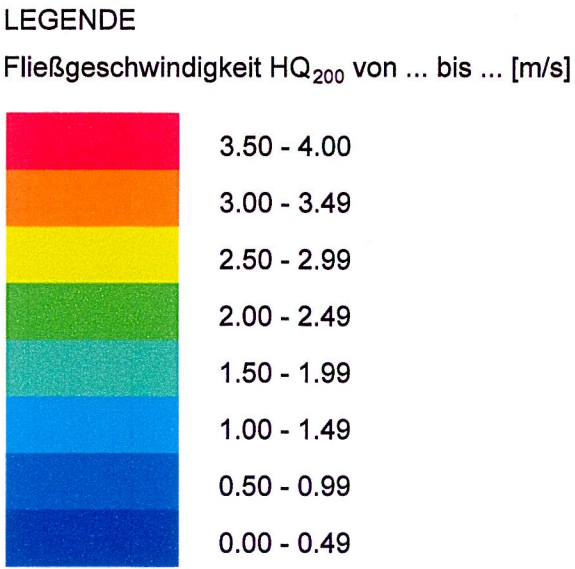 LEGENDE
Fließgeschwindigkeit HQ200 von ... bis ... [m/s]
3.50 - 4.00
3.00 - 3.49
2.50 - 2.99
2.00 - 2.49
1.50 - 1.99
1.00 - 1.49
0.50 - 0.99
0.00 - 0.49